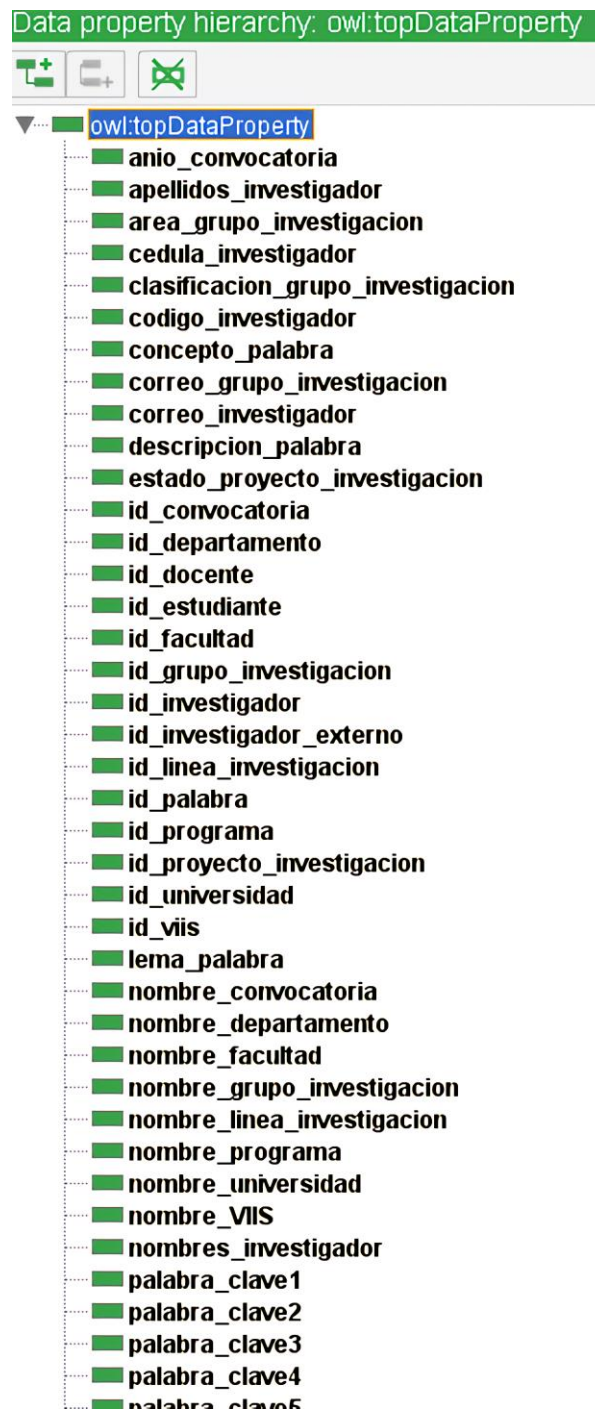 Data property hierarchy: owl:topDataProperty
owl:topDataProperty
anio_convocatoria
apellidos_investigador
area_grupo_investigacion
cedula_investigador
clasificacion_grupo_investigacion
codigo_investigador
concepto_palabra
correo_grupo_investigacion
correo_investigador
descripcion_palabra
estado_proyecto_investigacion
id_convocatoria
id_departamento
id_docente
id_estudiante
id_facultad
id_grupo_investigacion
id_investigador
id_investigador_externo
id_linea_investigacion
id_palabra
id_programa
id_proyecto_investigacion
id_universidad
id_viis
lema_palabra
nombre_convocatoria
nombre_departamento
nombre_facultad
nombre_grupo_investigacion
nombre_linea_investigacion
nombre_programa
nombre_universidad
nombre_VIIS
nombres_investigador
palabra_clave1
palabra_clave2
palabra_clave3
palabra_clave4
palabra_clave5